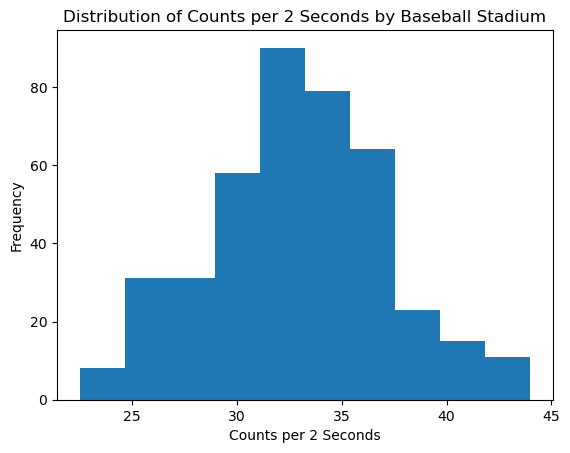 Distribution of Counts per 2 Seconds by Baseball Stadium
80
60
40
20
0
Frequency
25 30 35 40 45
Counts per 2 Seconds